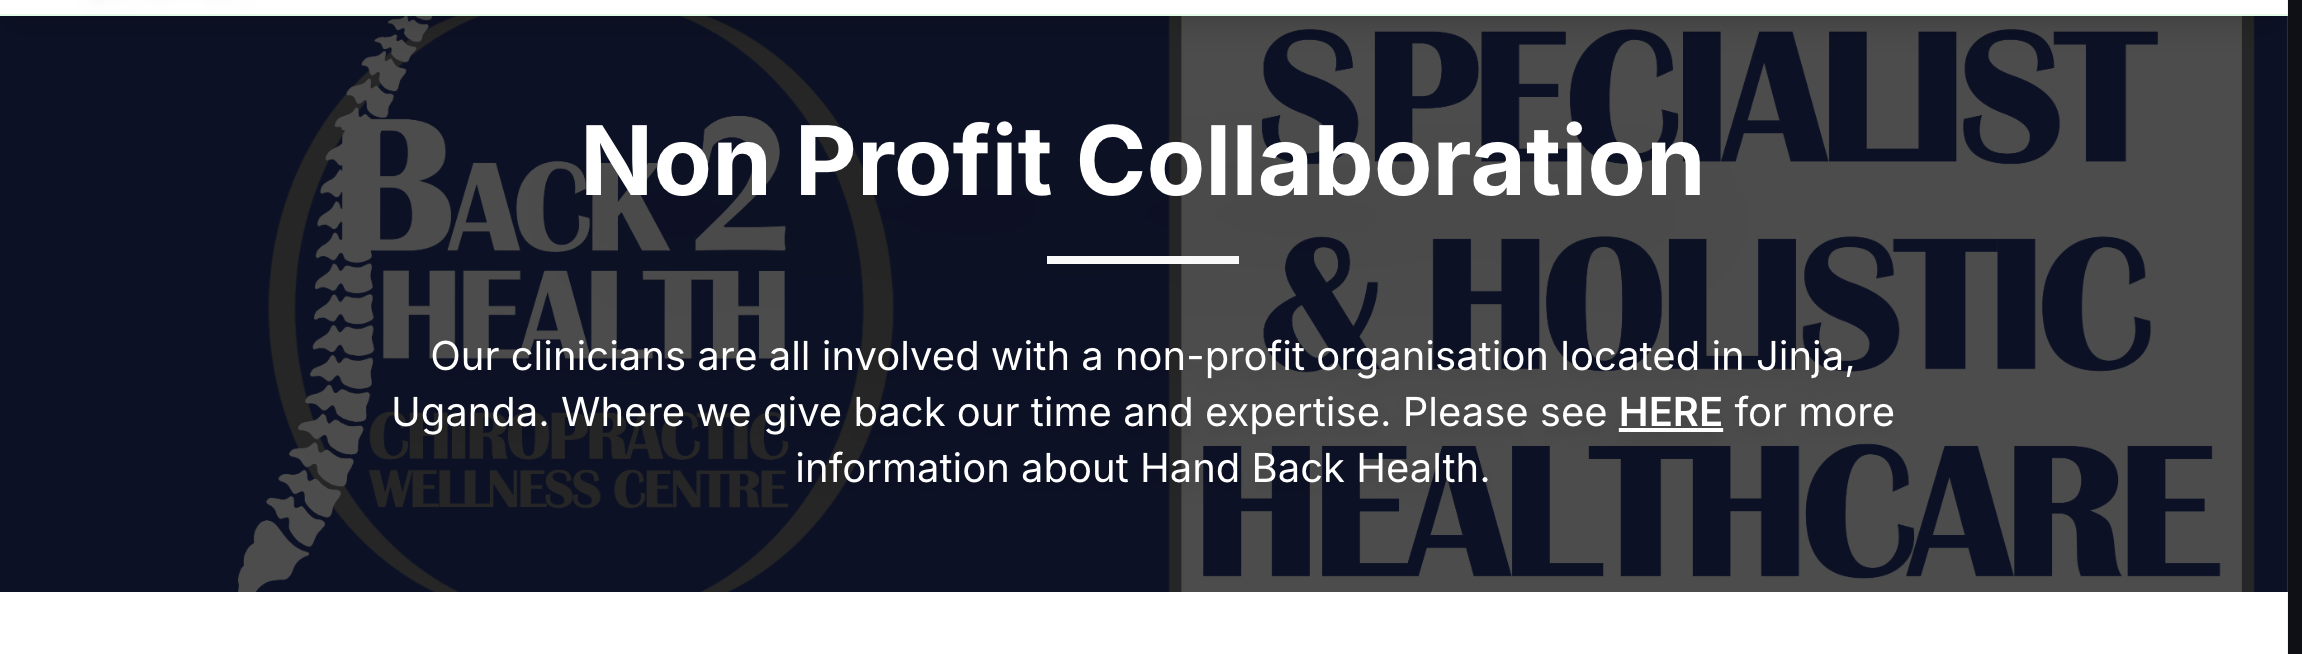 Non Profit Collaboration
Our clinicians are all involved with a non-profit organisation located in Jinja,
Uganda. Where we give back our time and expertise. Please see HERE for more
information about Hand Back Health.
BACK 2
HEALTH
CHIROPRACTIC
WELLNESS CENTRE
SPECIALIST
& HOLISTIC
HEALTHCARE